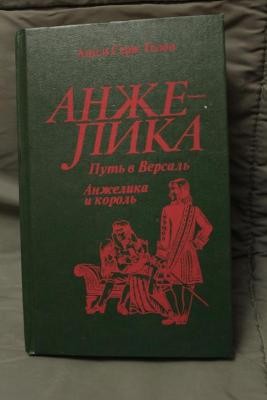 Анн и Серж Голон
АНЖЕ-
ЛИКА
Путь в Версаль
Анжелика
и король